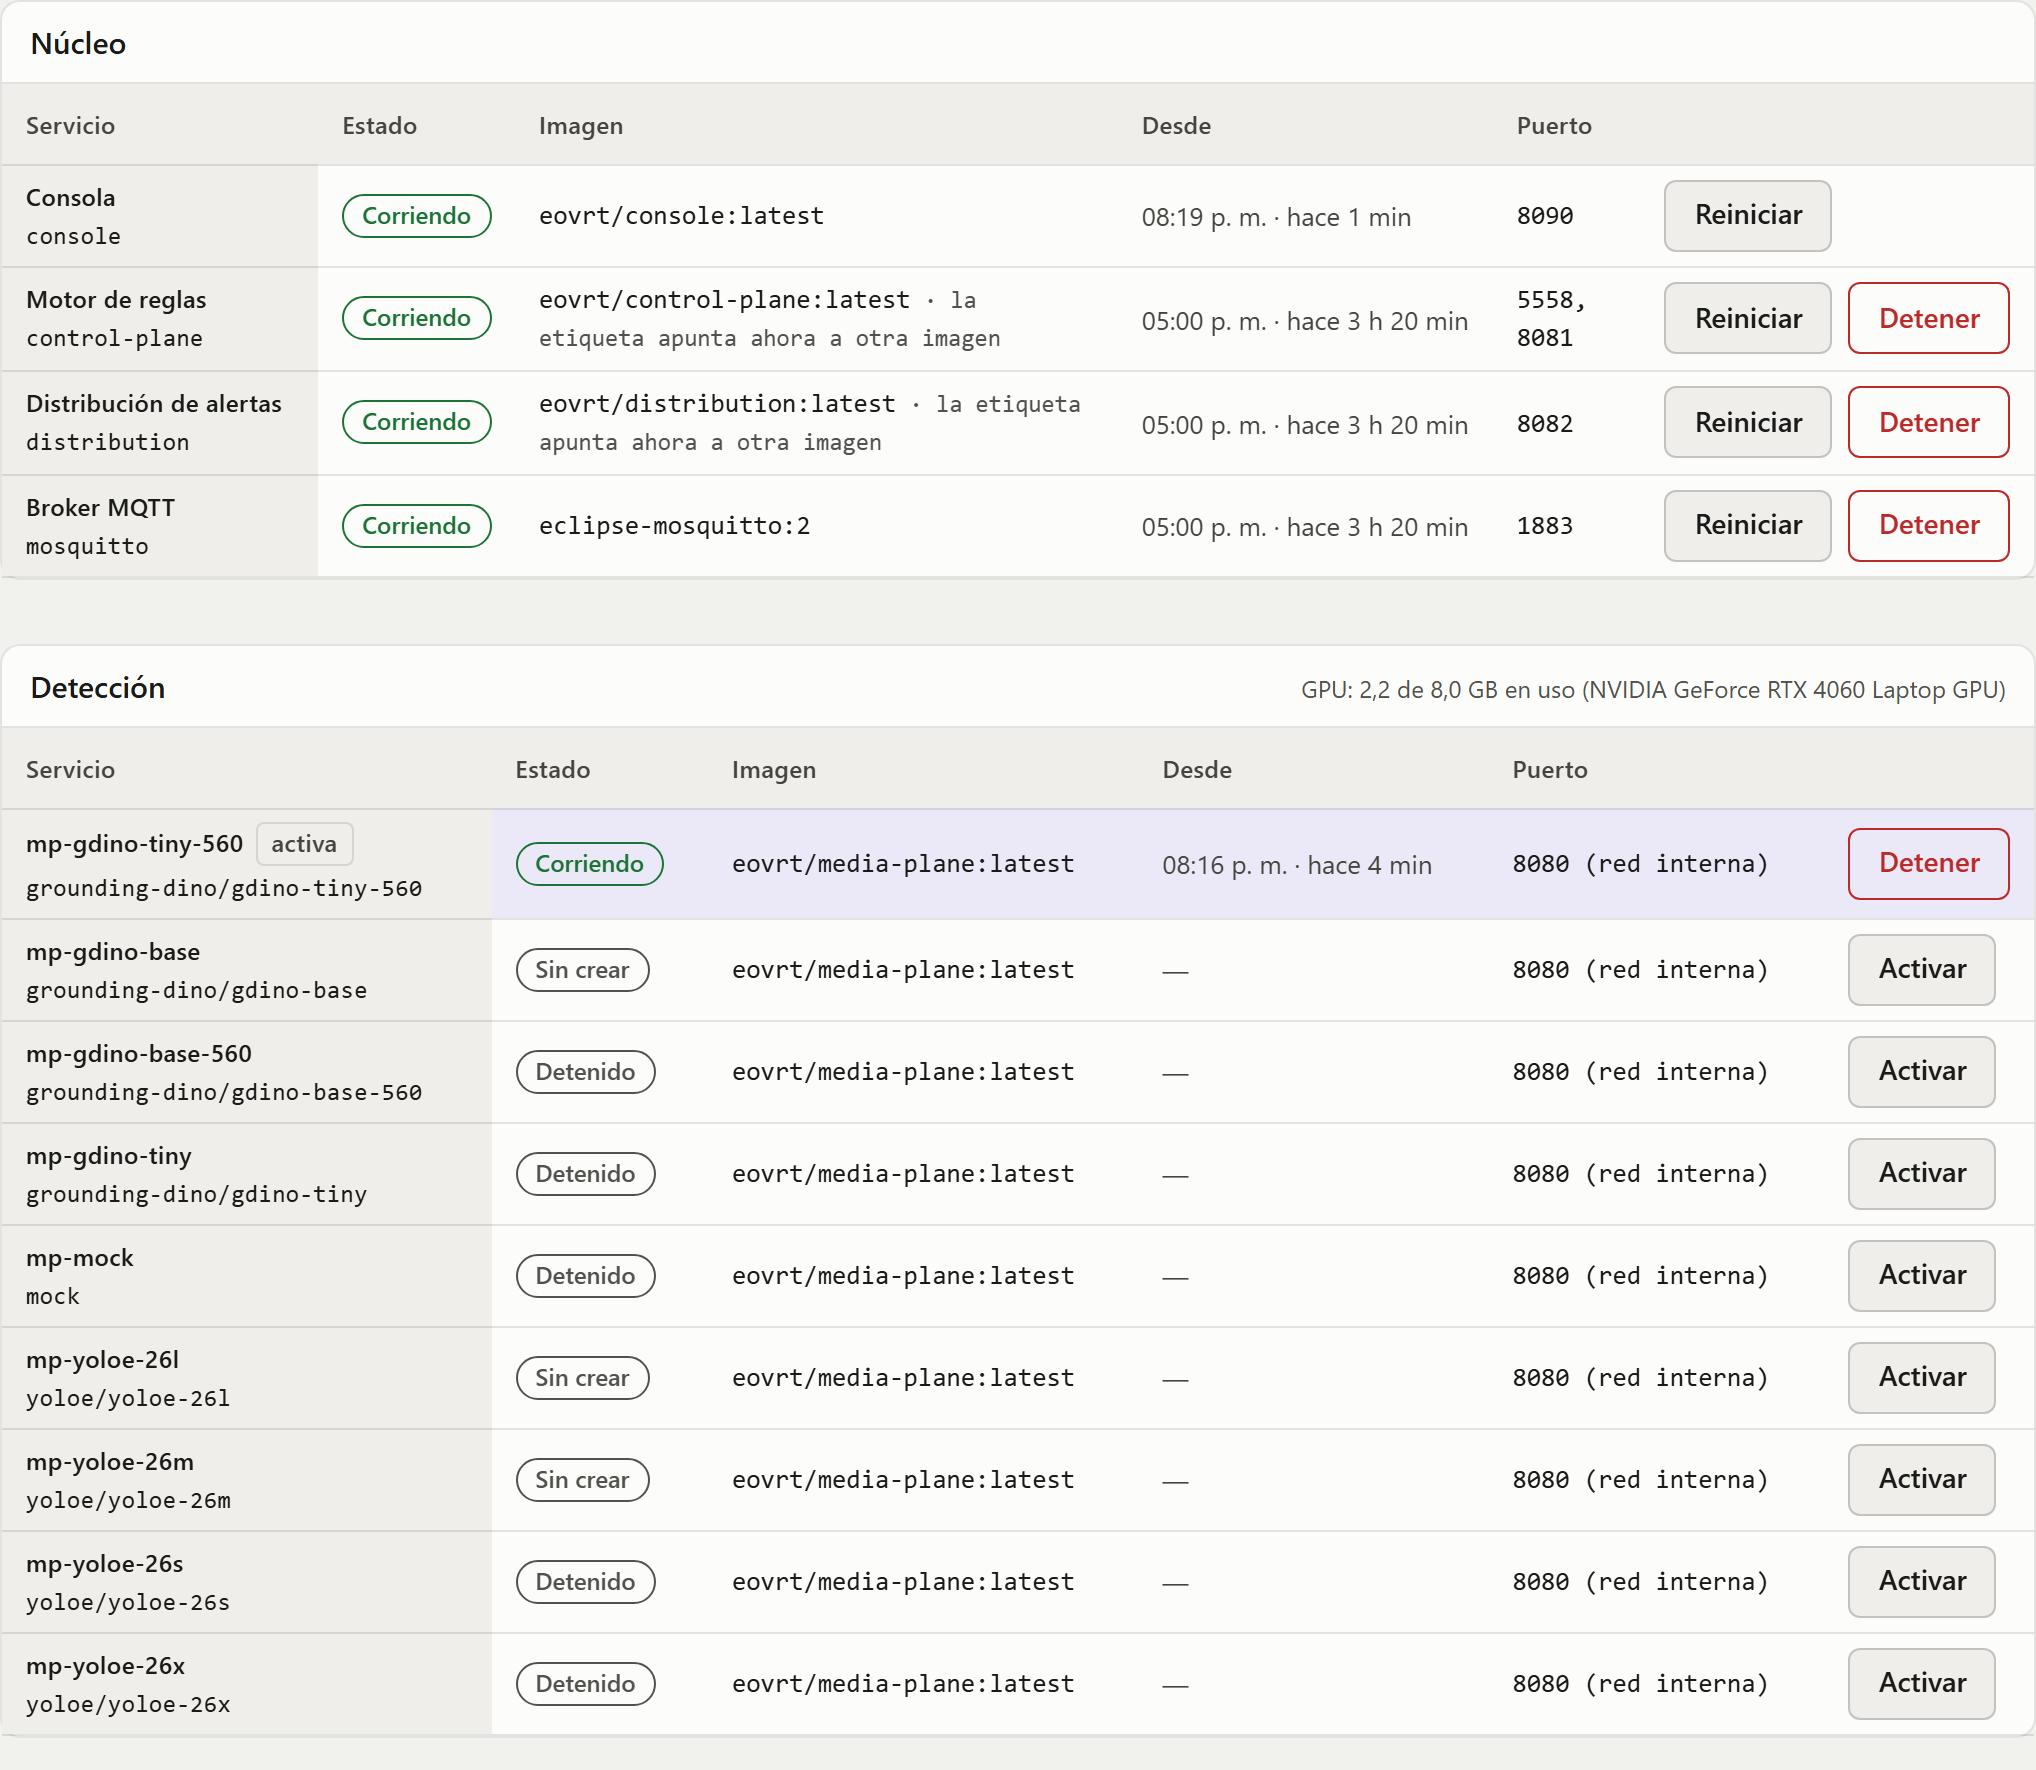 Núcleo
Servicio Estado Imagen Desde Puerto
Consola
console
Corriendo eovrt/console:latest 08:19 p. m. · hace 1 min 8090 Reiniciar
Motor de reglas
control-plane
Corriendo
eovrt/control-plane:latest · la
etiqueta apunta ahora a otra imagen
05:00 p. m. · hace 3 h 20 min
5558,
8081
Reiniciar Detener
Distribución de alertas
distribution
Corriendo
eovrt/distribution:latest · la etiqueta
apunta ahora a otra imagen
05:00 p. m. · hace 3 h 20 min 8082 Reiniciar Detener
Broker MQTT
mosquitto
Corriendo eclipse-mosquitto:2 05:00 p. m. · hace 3 h 20 min 1883 Reiniciar Detener
Detección GPU: 2,2 de 8,0 GB en uso (NVIDIA GeForce RTX 4060 Laptop GPU)
Servicio Estado Imagen Desde Puerto
mp-gdino-tiny-560 activa
grounding-dino/gdino-tiny-560
Corriendo eovrt/media-plane:latest 08:16 p. m. · hace 4 min 8080 (red interna) Detener
mp-gdino-base
grounding-dino/gdino-base
Sin crear eovrt/media-plane:latest — 8080 (red interna) Activar
mp-gdino-base-560
grounding-dino/gdino-base-560
Detenido eovrt/media-plane:latest — 8080 (red interna) Activar
mp-gdino-tiny
grounding-dino/gdino-tiny
Detenido eovrt/media-plane:latest — 8080 (red interna) Activar
mp-mock
mock
Detenido eovrt/media-plane:latest — 8080 (red interna) Activar
mp-yoloe-26l
yoloe/yoloe-26l
Sin crear eovrt/media-plane:latest — 8080 (red interna) Activar
mp-yoloe-26m
yoloe/yoloe-26m
Sin crear eovrt/media-plane:latest — 8080 (red interna) Activar
mp-yoloe-26s
yoloe/yoloe-26s
Detenido eovrt/media-plane:latest — 8080 (red interna) Activar
mp-yoloe-26x
yoloe/yoloe-26x
Detenido eovrt/media-plane:latest — 8080 (red interna) Activar